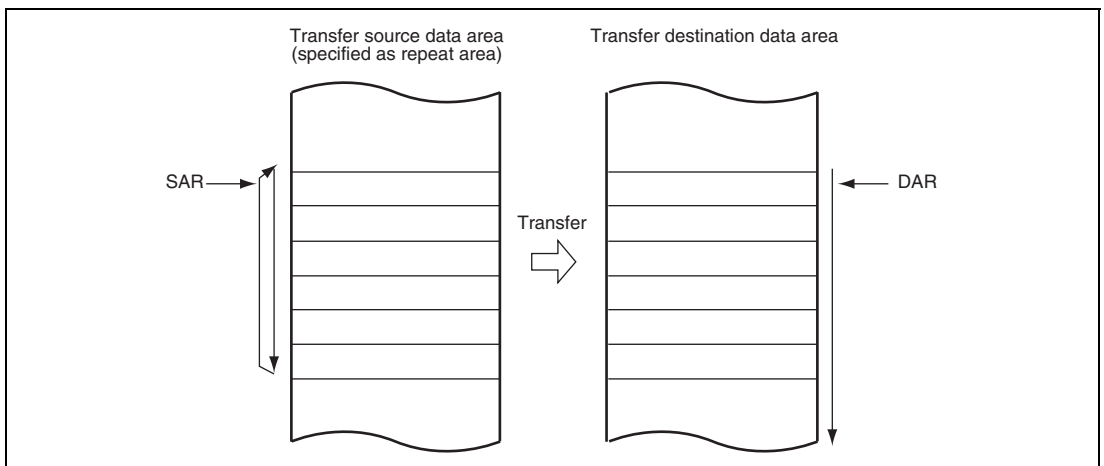 Transfer source data area
(specified as repeat area)
Transfer destination data area
SAR
DAR
Transfer